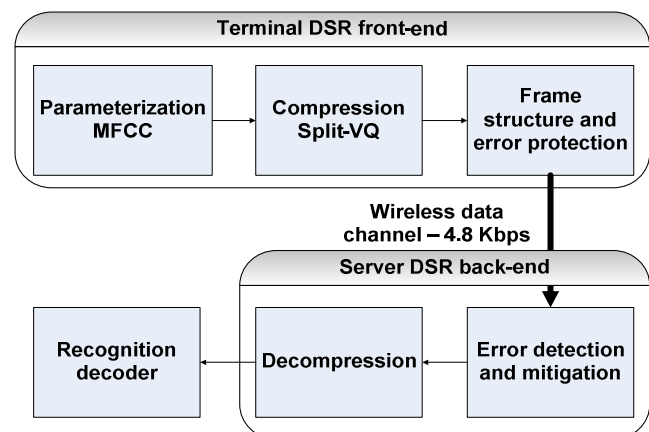 Terminal DSR front-end
Parameterization
MFCC
Compression
Split-VQ
Frame
structure and
error protection
Wireless data
channel – 4.8 Kbps
Server DSR back-end
Recognition
decoder
Decompression
Error detection
and mitigation